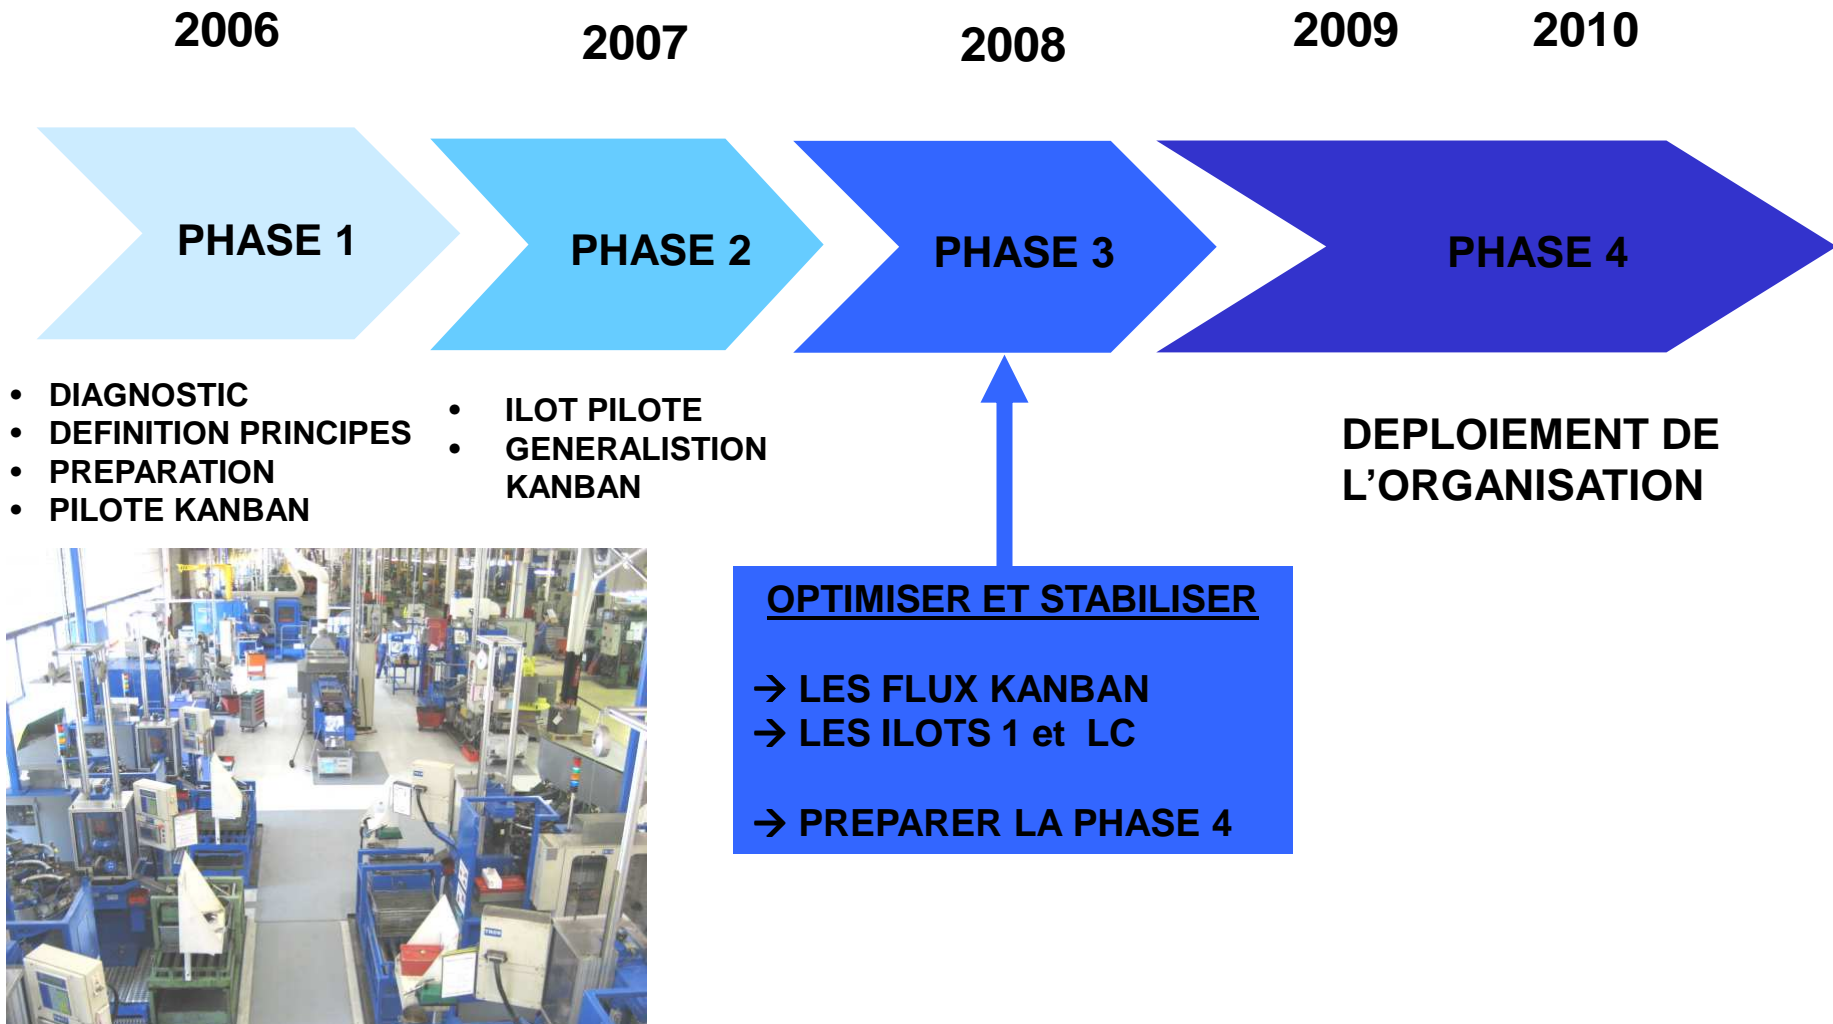 2006
2007
2008
2009
2010
PHASE 1
PHASE 2
PHASE 3
PHASE 4
• DIAGNOSTIC
• DEFINITION PRINCIPES
• PREPARATION
• PILOTE KANBAN
• ILOT PILOTE
• GENERALISTION
KANBAN
DEPLOIEMENT DE
L’ORGANISATION
OPTIMISER ET STABILISER
→ LES FLUX KANBAN
→ LES ILOTS 1 et LC
→ PREPARER LA PHASE 4